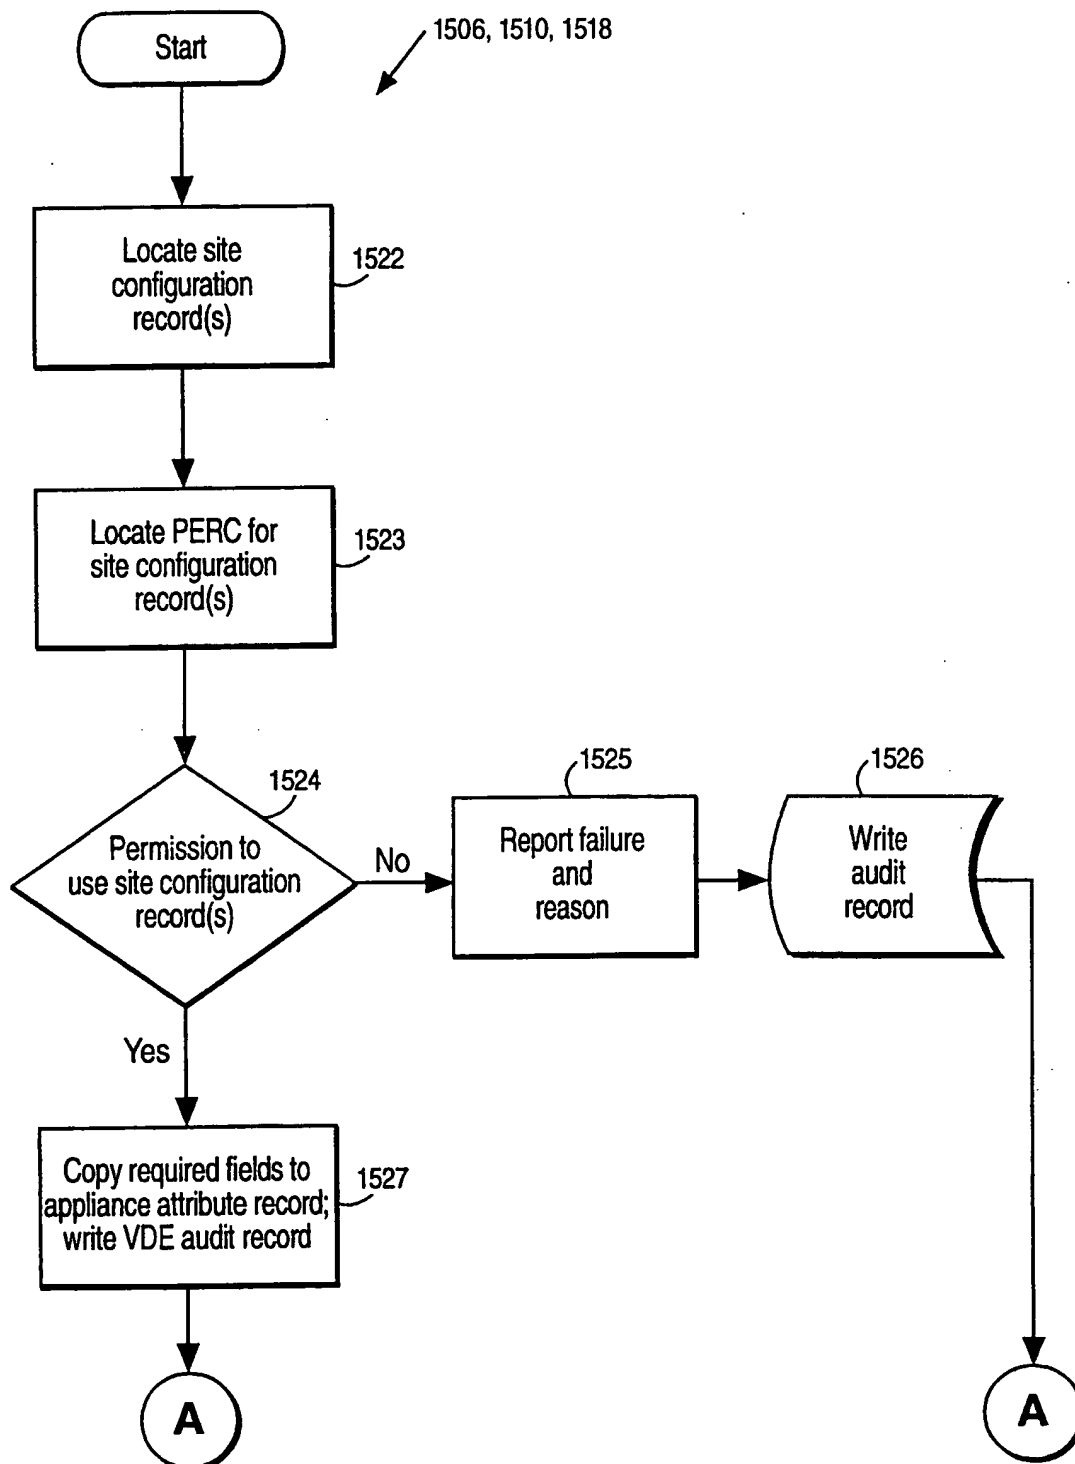 Start
1506, 1510, 1518
Locate site
configuration
record(s)
1522
Locate PERC for
site configuration
record(s)
1523
Permission to
use site configuration
record(s)
1524
No
Report failure
and
reason
1525
Write
audit
record
1526
Yes
Copy required fields to
appliance attribute record;
write VDE audit record
1527
A
A